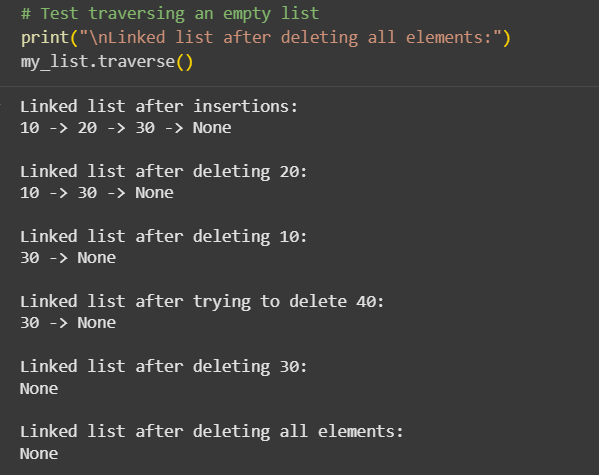 # Test traversing an empty list
print("\nLinked list after deleting all elements:")
my_list.traverse()
Linked list after insertions:
10 -> 20 -> 30 -> None
Linked list after deleting 20:
10 -> 30 -> None
Linked list after deleting 10:
30 -> None
Linked list after trying to delete 40:
30 -> None
Linked list after deleting 30:
None
Linked list after deleting all elements:
None